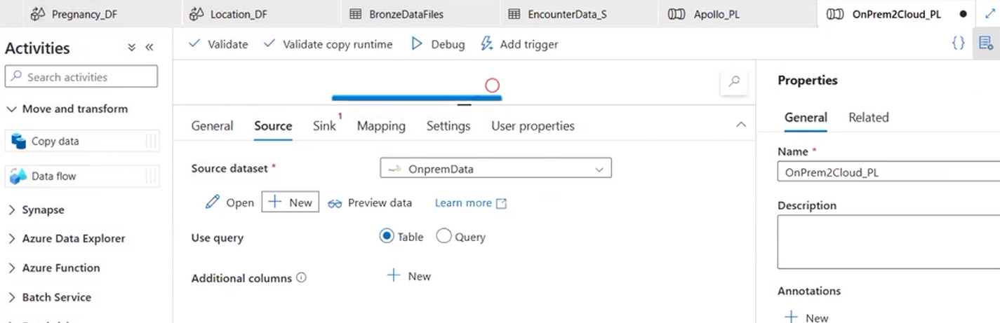 Pregnancy_DF Location_DF BronzeDataFiles EncounterData_S Apollo_PL OnPrem2Cloud_PL
Activities
Search activities
Move and transform
Copy data
Data flow
Synapse
Azure Data Explorer
Azure Function
Batch Service
Validate Validate copy runtime Debug Add trigger
General Source Sink 1 Mapping Settings User properties
Source dataset * OnpremData
Open New Preview data Learn more
Use query Table Query
Additional columns New
{}
Properties
General Related
Name *
OnPrem2Cloud_PL
Description
Annotations
New